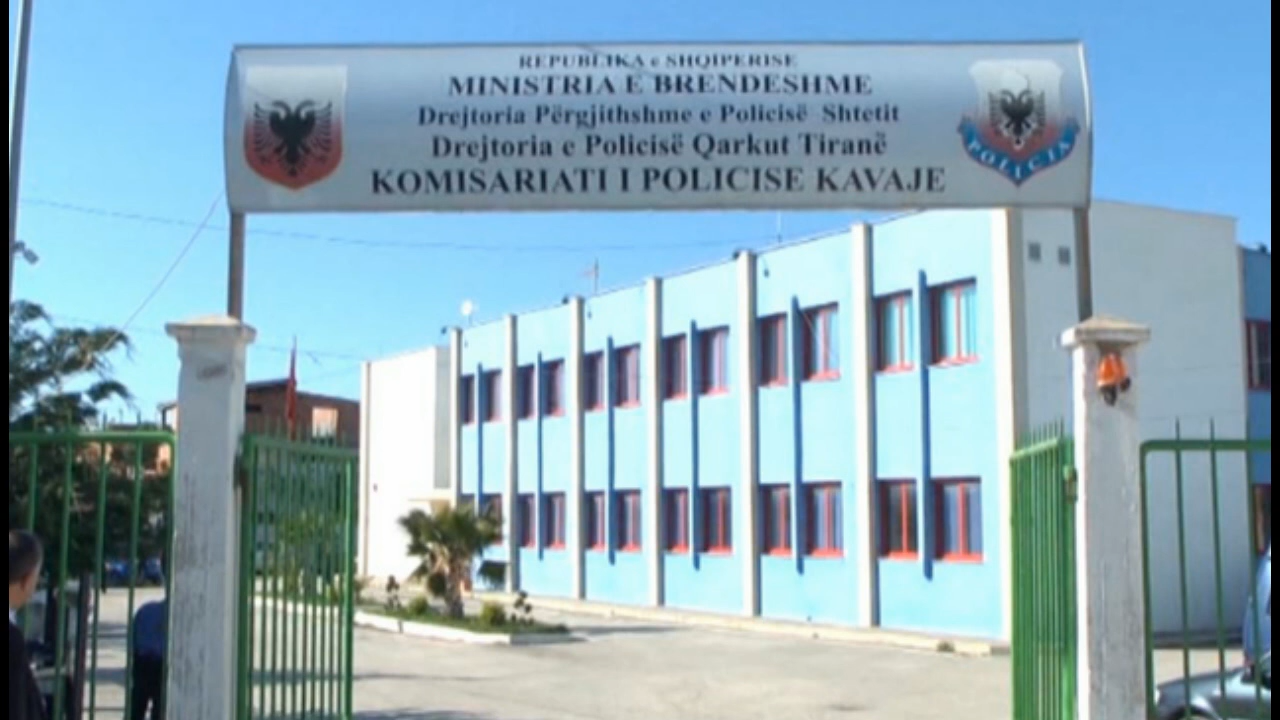 REPUBLIKA e SHQIPERISE
MINISTRIA E BRENDESHME
Drejtoria Përgjithshme e Policisë Shtetit
Drejtoria e Policisë Qarkut Tiranë
KOMISARIATI I POLICISE KAVAJE
POLICIA